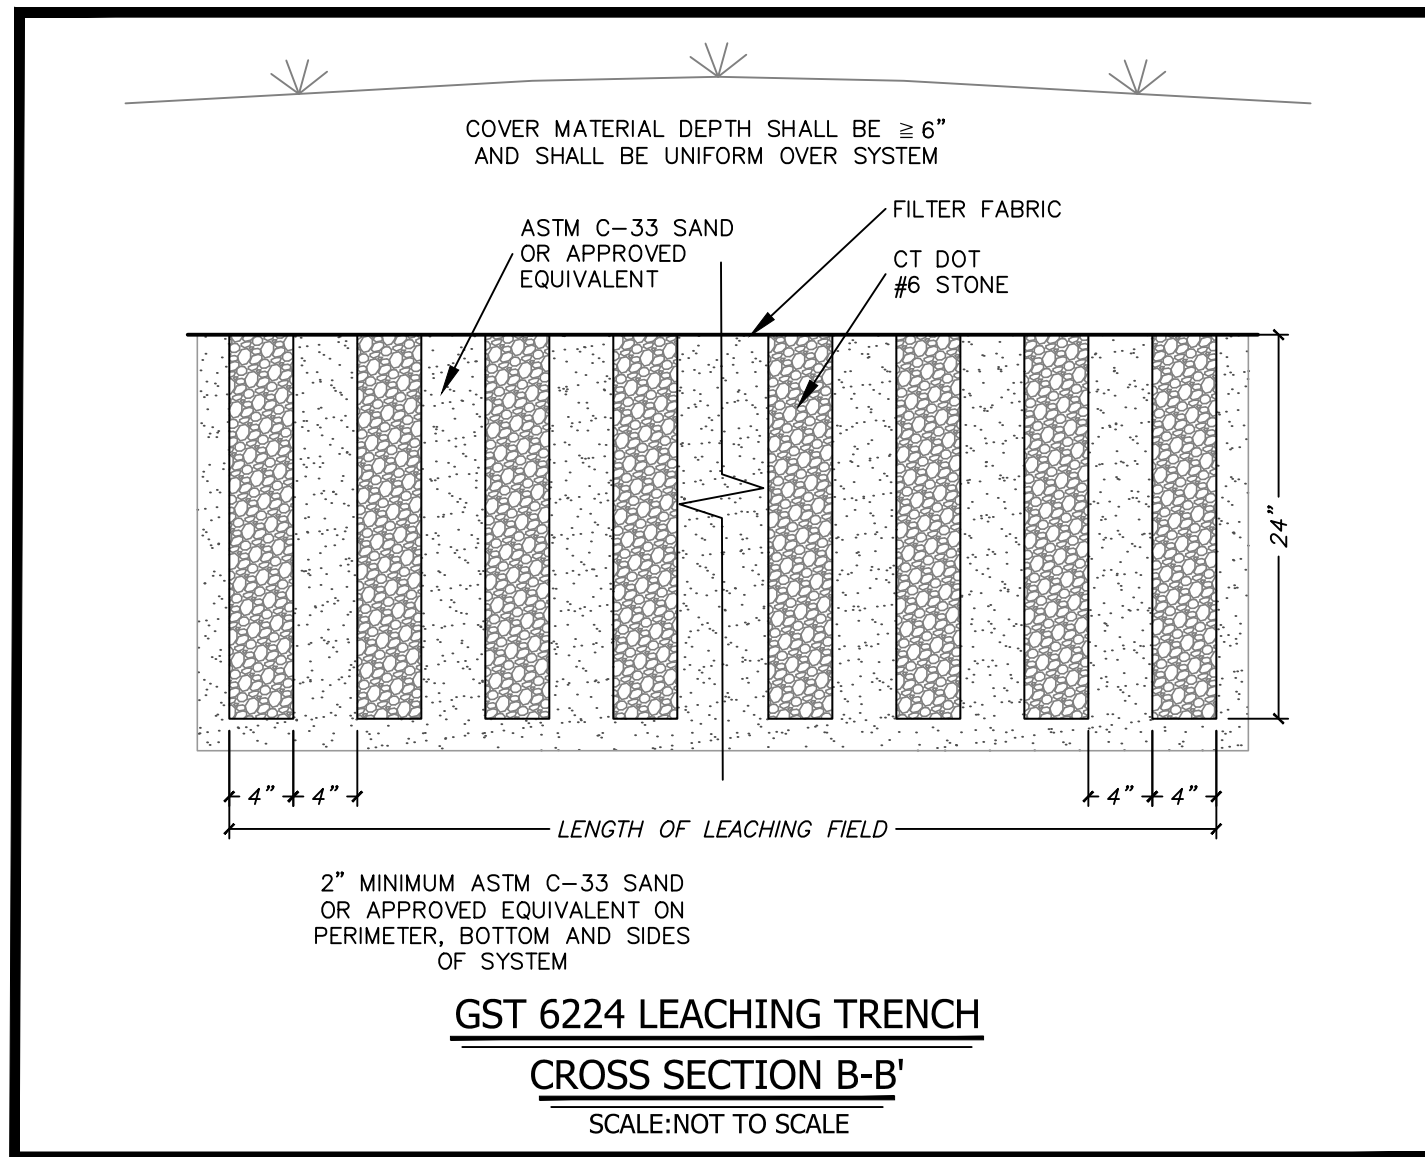 COVER MATERIAL DEPTH SHALL BE ≧ 6”
AND SHALL BE UNIFORM OVER SYSTEM
FILTER FABRIC
ASTM C–33 SAND
OR APPROVED
EQUIVALENT
CT DOT
#6 STONE
24”
4” 4” 4” 4”
LENGTH OF LEACHING FIELD
2” MINIMUM ASTM C–33 SAND
OR APPROVED EQUIVALENT ON
PERIMETER, BOTTOM AND SIDES
OF SYSTEM
GST 6224 LEACHING TRENCH
CROSS SECTION B-B'
SCALE:NOT TO SCALE